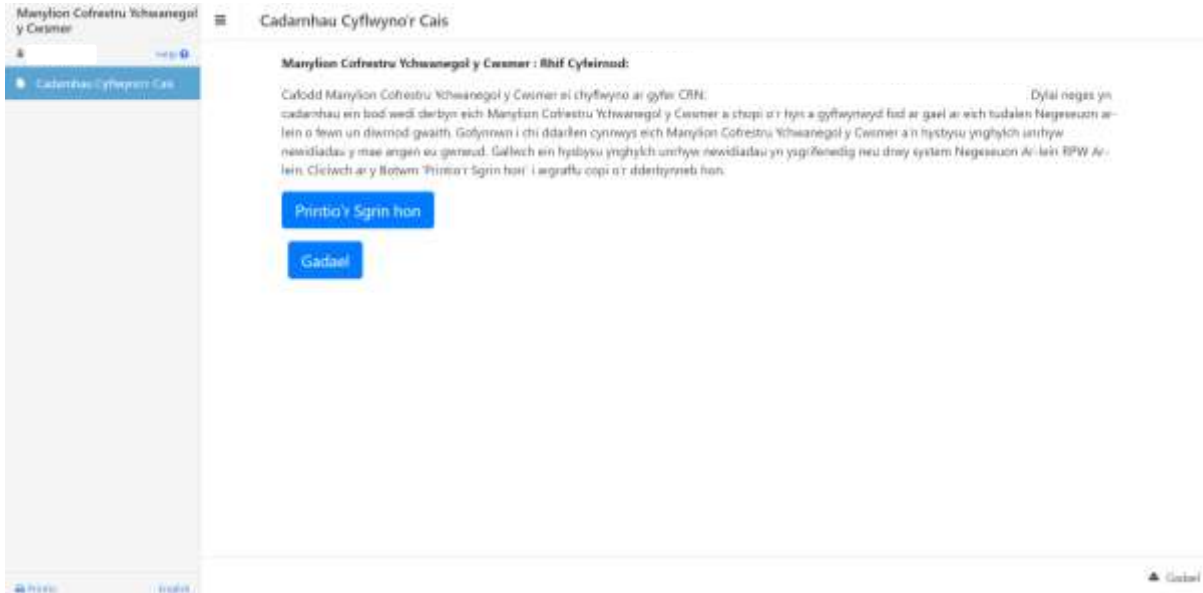 Manylion Cofrestru Ychwanegol
y Cwsmer
Cadarnhau Cyflwyno'r Cais
Help
Cadarnhau Cyflwyno'r Cais
Manylion Cofrestru Ychwanegol y Cwsmer : Rhif Cyfeirnod:
Cafodd Manylion Cofrestru Ychwanegol y Cwsmer ei chyflwyno ar gyfer CRN: Dylai neges yn
cadarnhau ein bod wedi derbyn eich Manylion Cofrestru Ychwanegol y Cwsmer a chopi o'r hyn a gyflwynwyd fod ar gael ar eich tudalen Negeseuon ar-
lein o fewn un diwrnod gwaith. Gofynnwn i chi ddarllen cynnwys eich Manylion Cofrestru Ychwanegol y Cwsmer a'n hysbysu ynghylch unrhyw
newidiadau y mae angen eu gwneud. Gallwch ein hysbysu ynghylch unrhyw newidiadau yn ysgrifenedig neu drwy system Negeseuon Ar-lein RPW Ar-
lein. Cliciwch ar y Botwm 'Printio'r Sgrin hon' i argraffu copi o'r dderbynneb hon.
Printio'r Sgrin hon
Gadael
Printio
English
Gadael